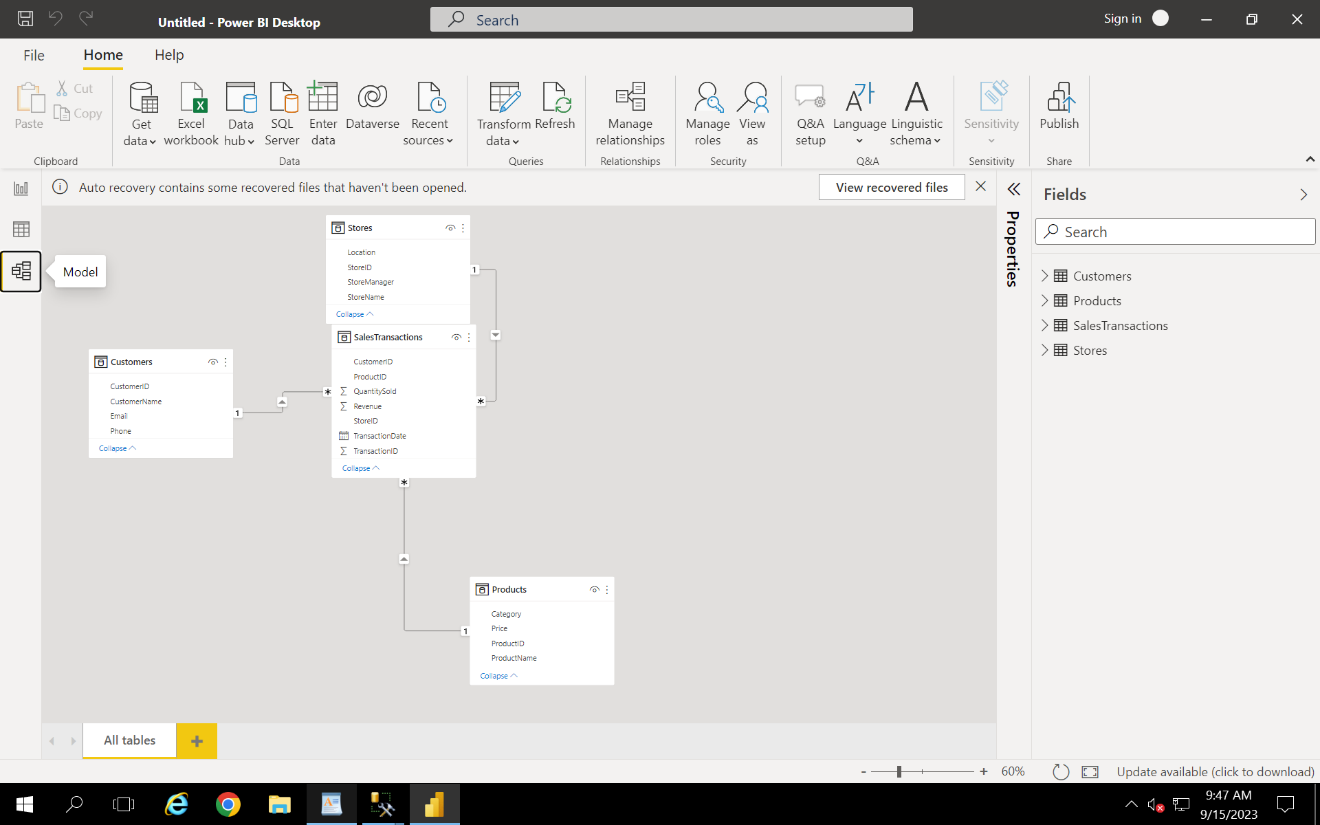 Untitled - Power BI Desktop
Search
Sign in
File
Home
Help
Paste
Cut
Copy
Clipboard
Get data
Excel workbook
Data hub
SQL Server
Enter data
Dataverse
Recent sources
Data
Transform data
Refresh
Queries
Manage relationships
Relationships
Manage roles
View as
Security
Q&A setup
Language
Linguistic schema
Q&A
Sensitivity
Sensitivity
Publish
Share
Auto recovery contains some recovered files that haven't been opened.
View recovered files
Model
Stores
Location
StoreID
StoreManager
StoreName
Collapse
1
SalesTransactions
CustomerID
ProductID
QuantitySold
Revenue
StoreID
TransactionDate
TransactionID
Collapse
*
*
*
Customers
CustomerID
CustomerName
Email
Phone
Collapse
1
Products
Category
Price
ProductID
ProductName
Collapse
1
Properties
Fields
Search
Customers
Products
SalesTransactions
Stores
All tables
+
- + 60%
Update available (click to download)
9:47 AM
9/15/2023